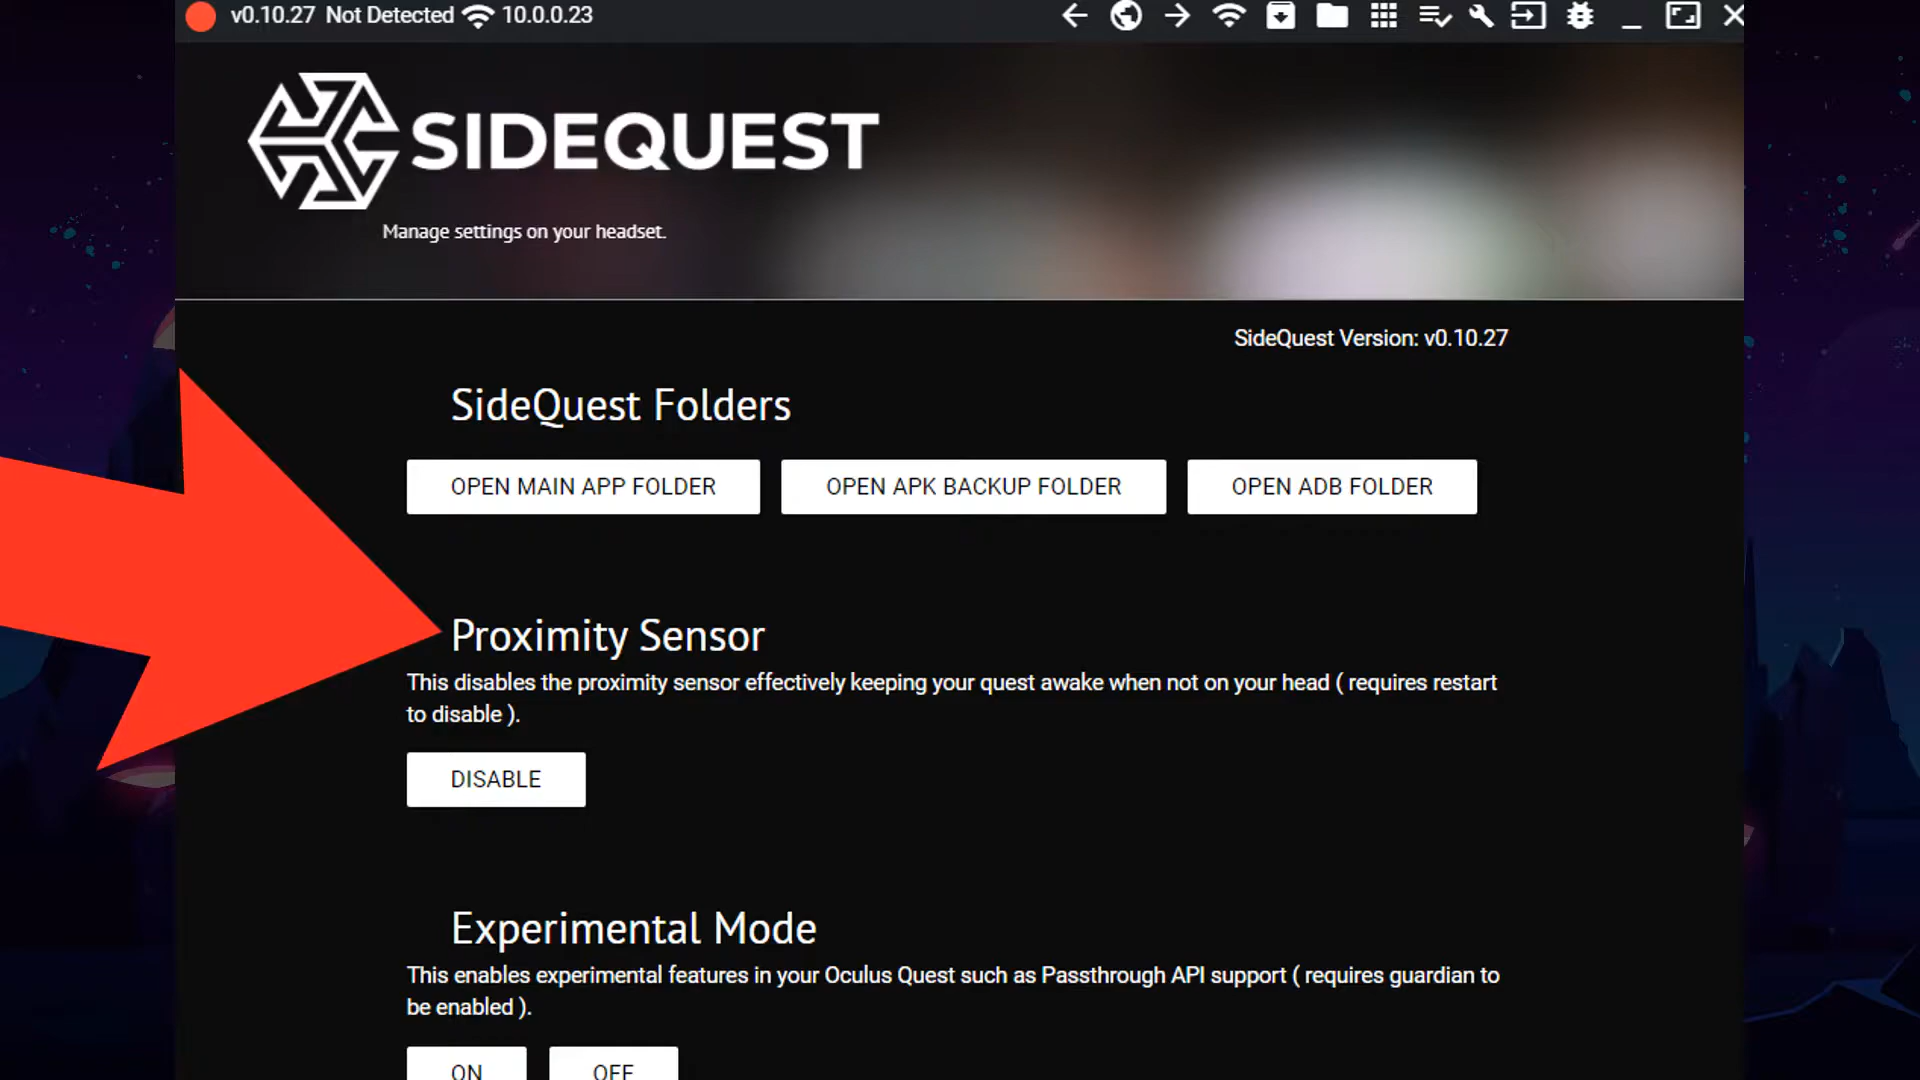 v0.10.27 Not Detected 10.0.0.23
SIDEQUEST
Manage settings on your headset.
SideQuest Version: v0.10.27
SideQuest Folders
OPEN MAIN APP FOLDER OPEN APK BACKUP FOLDER OPEN ADB FOLDER
Proximity Sensor
This disables the proximity sensor effectively keeping your quest awake when not on your head ( requires restart
to disable ).
DISABLE
Experimental Mode
This enables experimental features in your Oculus Quest such as Passthrough API support ( requires guardian to
be enabled ).
ON OFF